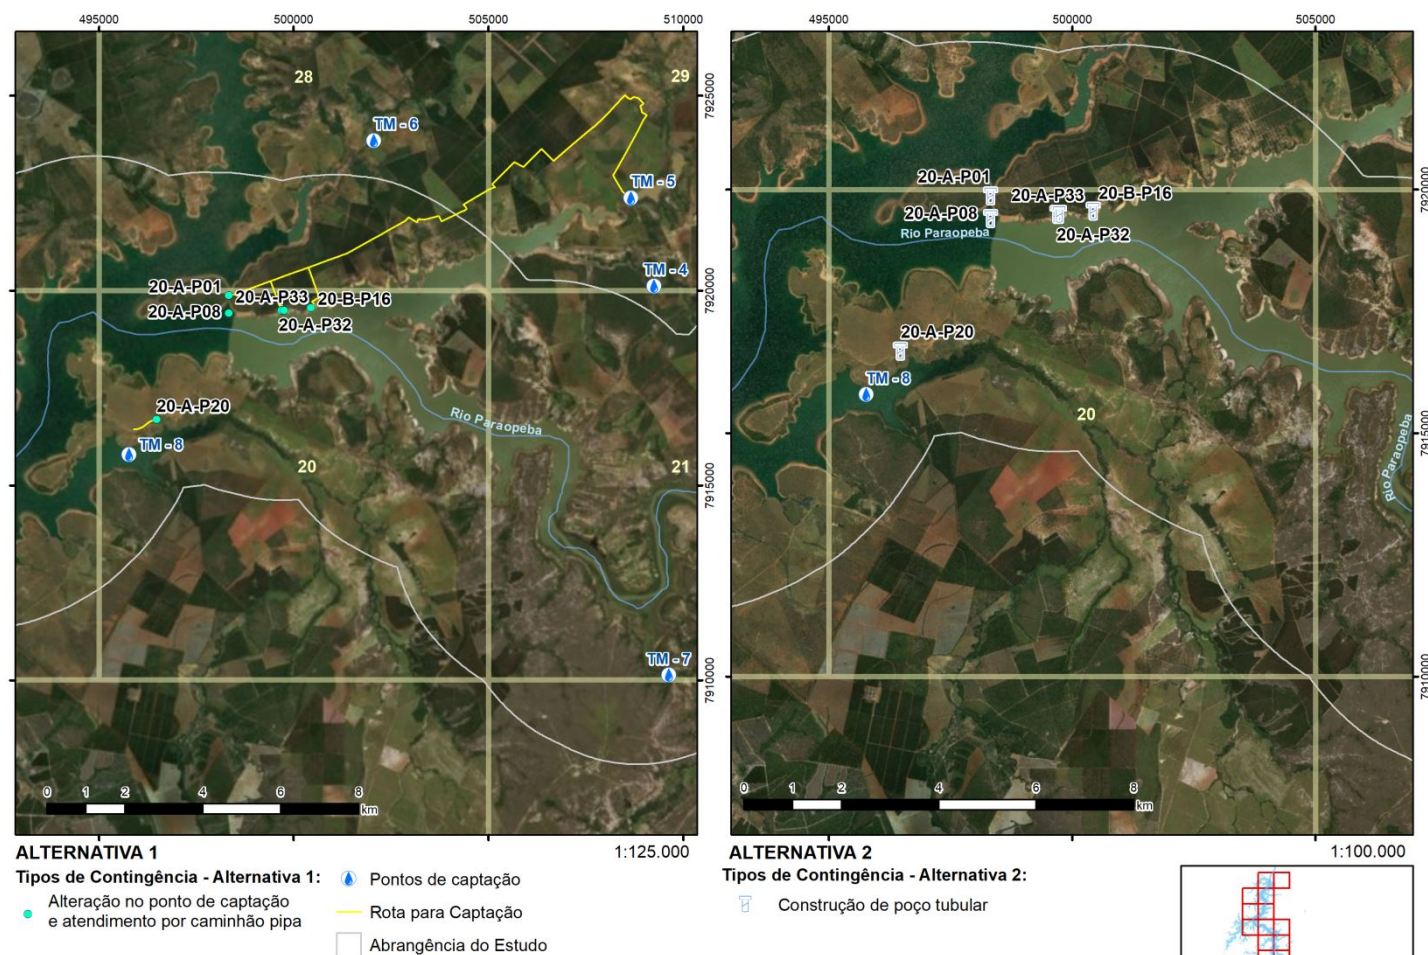 495000 500000 505000 510000
7925000
7920000
7915000
7910000
28
29
TM - 6
TM - 5
TM - 4
20-A-P01
20-A-P33
20-B-P16
20-A-P08
20-A-P32
Rio Paraopeba
20-A-P20
TM - 8
20
21
TM - 7
0 1 2 4 6 8
km
495000 500000 505000
7920000
7915000
7910000
20-A-P01
20-A-P33
20-B-P16
20-A-P08
Rio Paraopeba
20-A-P32
20-A-P20
TM - 8
20
Rio Paraopeba
0 1 2 4 6 8
km
ALTERNATIVA 1 1:125.000
Tipos de Contingência - Alternativa 1:
Alteração no ponto de captação
e atendimento por caminhão pipa
Pontos de captação
Rota para Captação
Abrangência do Estudo
ALTERNATIVA 2 1:100.000
Tipos de Contingência - Alternativa 2:
Construção de poço tubular